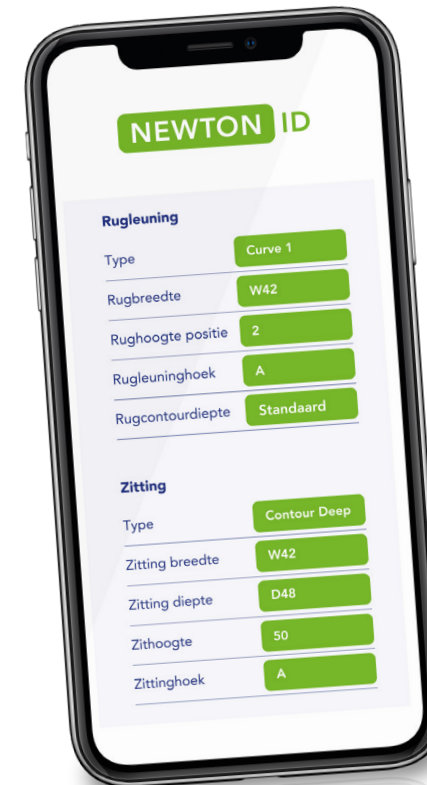 NEWTON ID
Rugleuning
Type Curve 1
Rugbreedte W42
Rughoogte positie 2
Rugleuninghoek A
Rugcontourdiepte Standaard
Zitting
Type Contour Deep
Zitting breedte W42
Zitting diepte D48
Zithoogte 50
Zittinghoek A